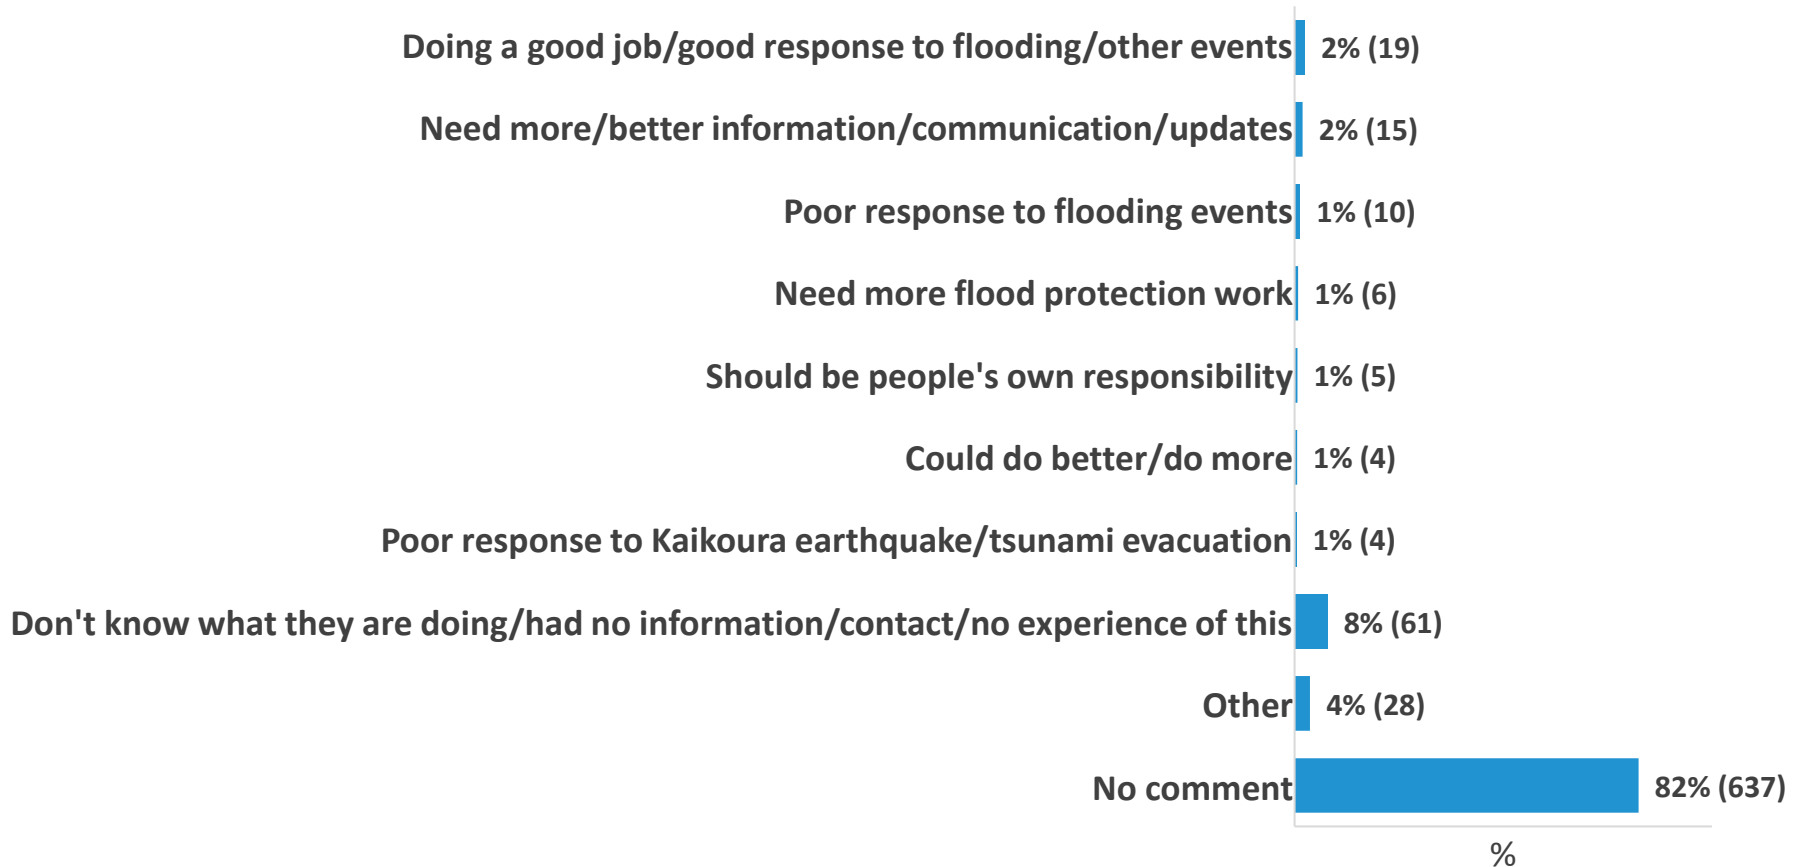 Doing a good job/good response to flooding/other events 2% (19)
Need more/better information/communication/updates 2% (15)
Poor response to flooding events 1% (10)
Need more flood protection work 1% (6)
Should be people's own responsibility 1% (5)
Could do better/do more 1% (4)
Poor response to Kaikoura earthquake/tsunami evacuation 1% (4)
Don't know what they are doing/had no information/contact/no experience of this 8% (61)
Other 4% (28)
No comment 82% (637)
%